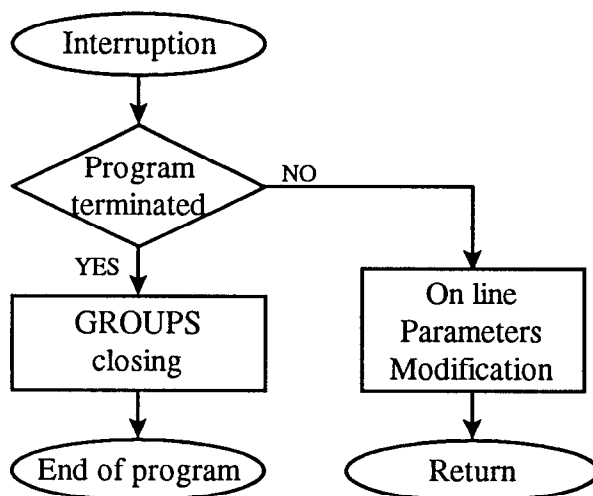 Interruption
Program
terminated
NO
YES
GROUPS
closing
On line
Parameters
Modification
End of program
Return